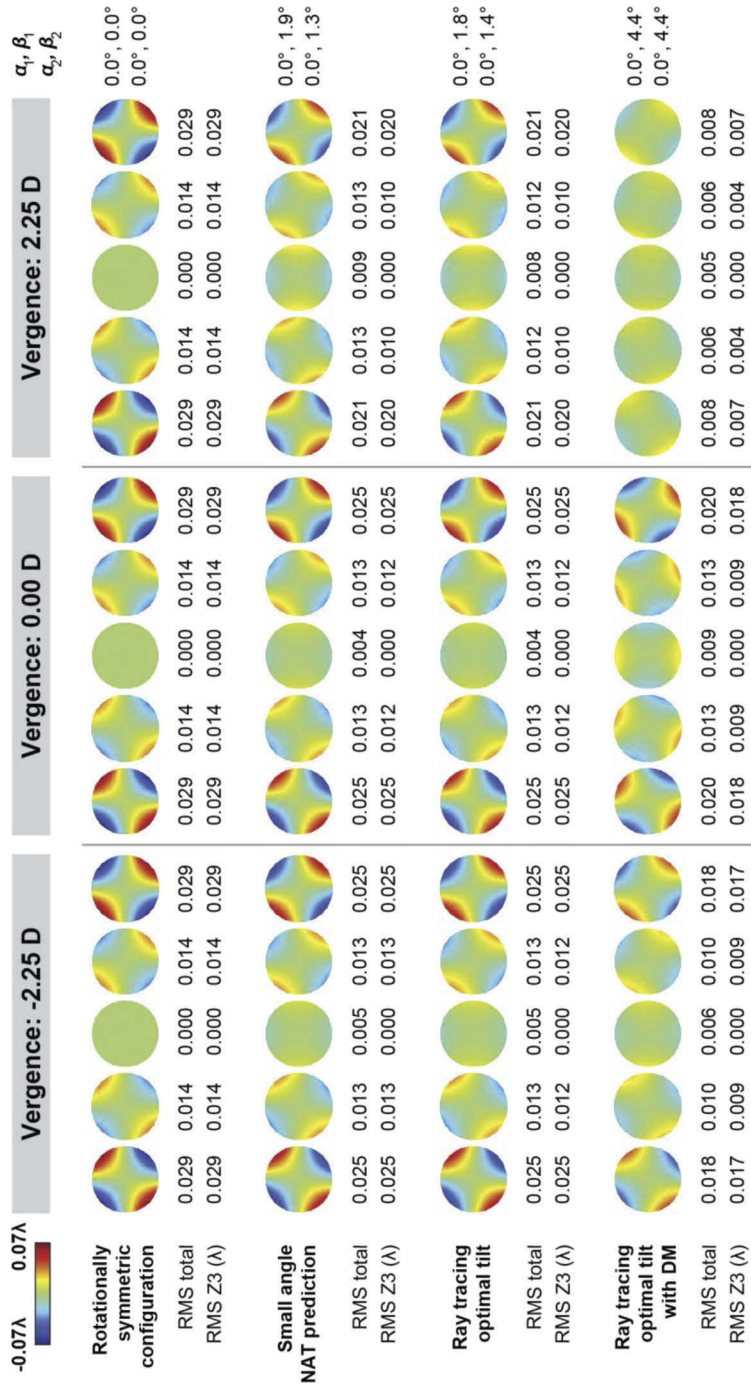 -0.07λ 0.07λ
Vergence: -2.25 D Vergence: 0.00 D Vergence: 2.25 D
α₁, β₁
α₂, β₂
Rotationally
symmetric
configuration
0.0°, 0.0°
0.0°, 0.0°
RMS total 0.029 0.014 0.000 0.014 0.029 0.029 0.014 0.000 0.014 0.029 0.029 0.014 0.000 0.014 0.029
RMS Z3 (λ) 0.029 0.014 0.000 0.014 0.029 0.029 0.014 0.000 0.014 0.029 0.029 0.014 0.000 0.014 0.029
Small angle
NAT prediction
0.0°, 1.9°
0.0°, 1.3°
RMS total 0.025 0.013 0.005 0.013 0.025 0.025 0.013 0.004 0.013 0.025 0.021 0.013 0.009 0.013 0.021
RMS Z3 (λ) 0.025 0.013 0.000 0.013 0.025 0.025 0.012 0.000 0.012 0.025 0.020 0.010 0.000 0.010 0.020
Ray tracing
optimal tilt
0.0°, 1.8°
0.0°, 1.4°
RMS total 0.025 0.013 0.005 0.013 0.025 0.025 0.013 0.004 0.013 0.025 0.021 0.012 0.008 0.012 0.021
RMS Z3 (λ) 0.025 0.012 0.000 0.012 0.025 0.025 0.012 0.000 0.012 0.025 0.020 0.010 0.000 0.010 0.020
Ray tracing
optimal tilt
with DM
0.0°, 4.4°
0.0°, 4.4°
RMS total 0.018 0.010 0.006 0.010 0.018 0.020 0.013 0.009 0.013 0.020 0.008 0.006 0.005 0.006 0.008
RMS Z3 (λ) 0.017 0.009 0.000 0.009 0.017 0.018 0.009 0.000 0.009 0.018 0.007 0.004 0.000 0.004 0.007